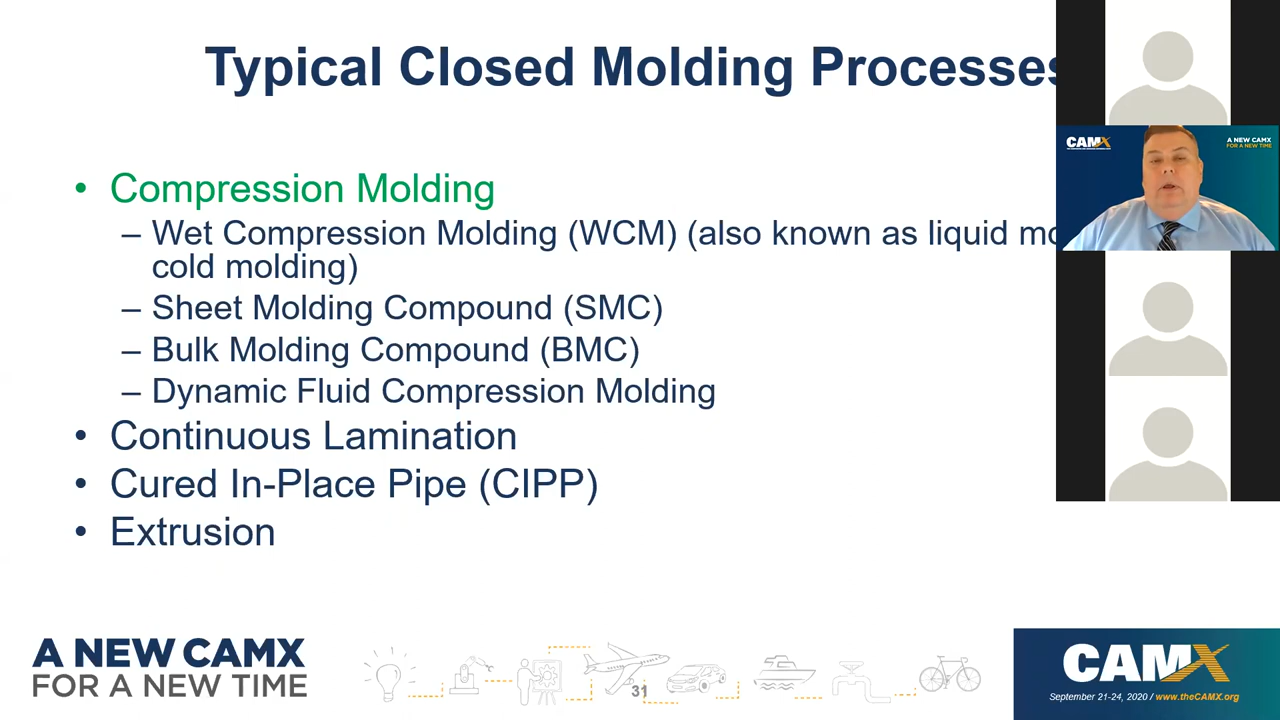 Typical Closed Molding Processes
• Compression Molding
– Wet Compression Molding (WCM) (also known as liquid
cold molding)
– Sheet Molding Compound (SMC)
– Bulk Molding Compound (BMC)
– Dynamic Fluid Compression Molding
• Continuous Lamination
• Cured In-Place Pipe (CIPP)
• Extrusion
CAMX
A NEW CAMX
FOR A NEW TIME
A NEW CAMX
FOR A NEW TIME
31
CAMX
September 21-24, 2020 / www.theCAMX.org